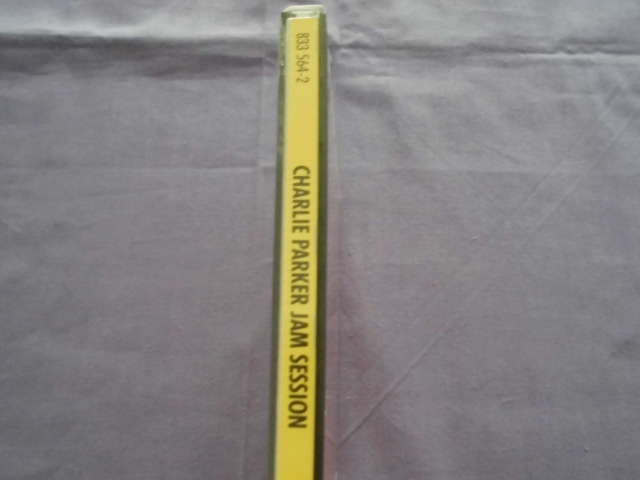 833 564-2
CHARLIE PARKER JAM SESSION